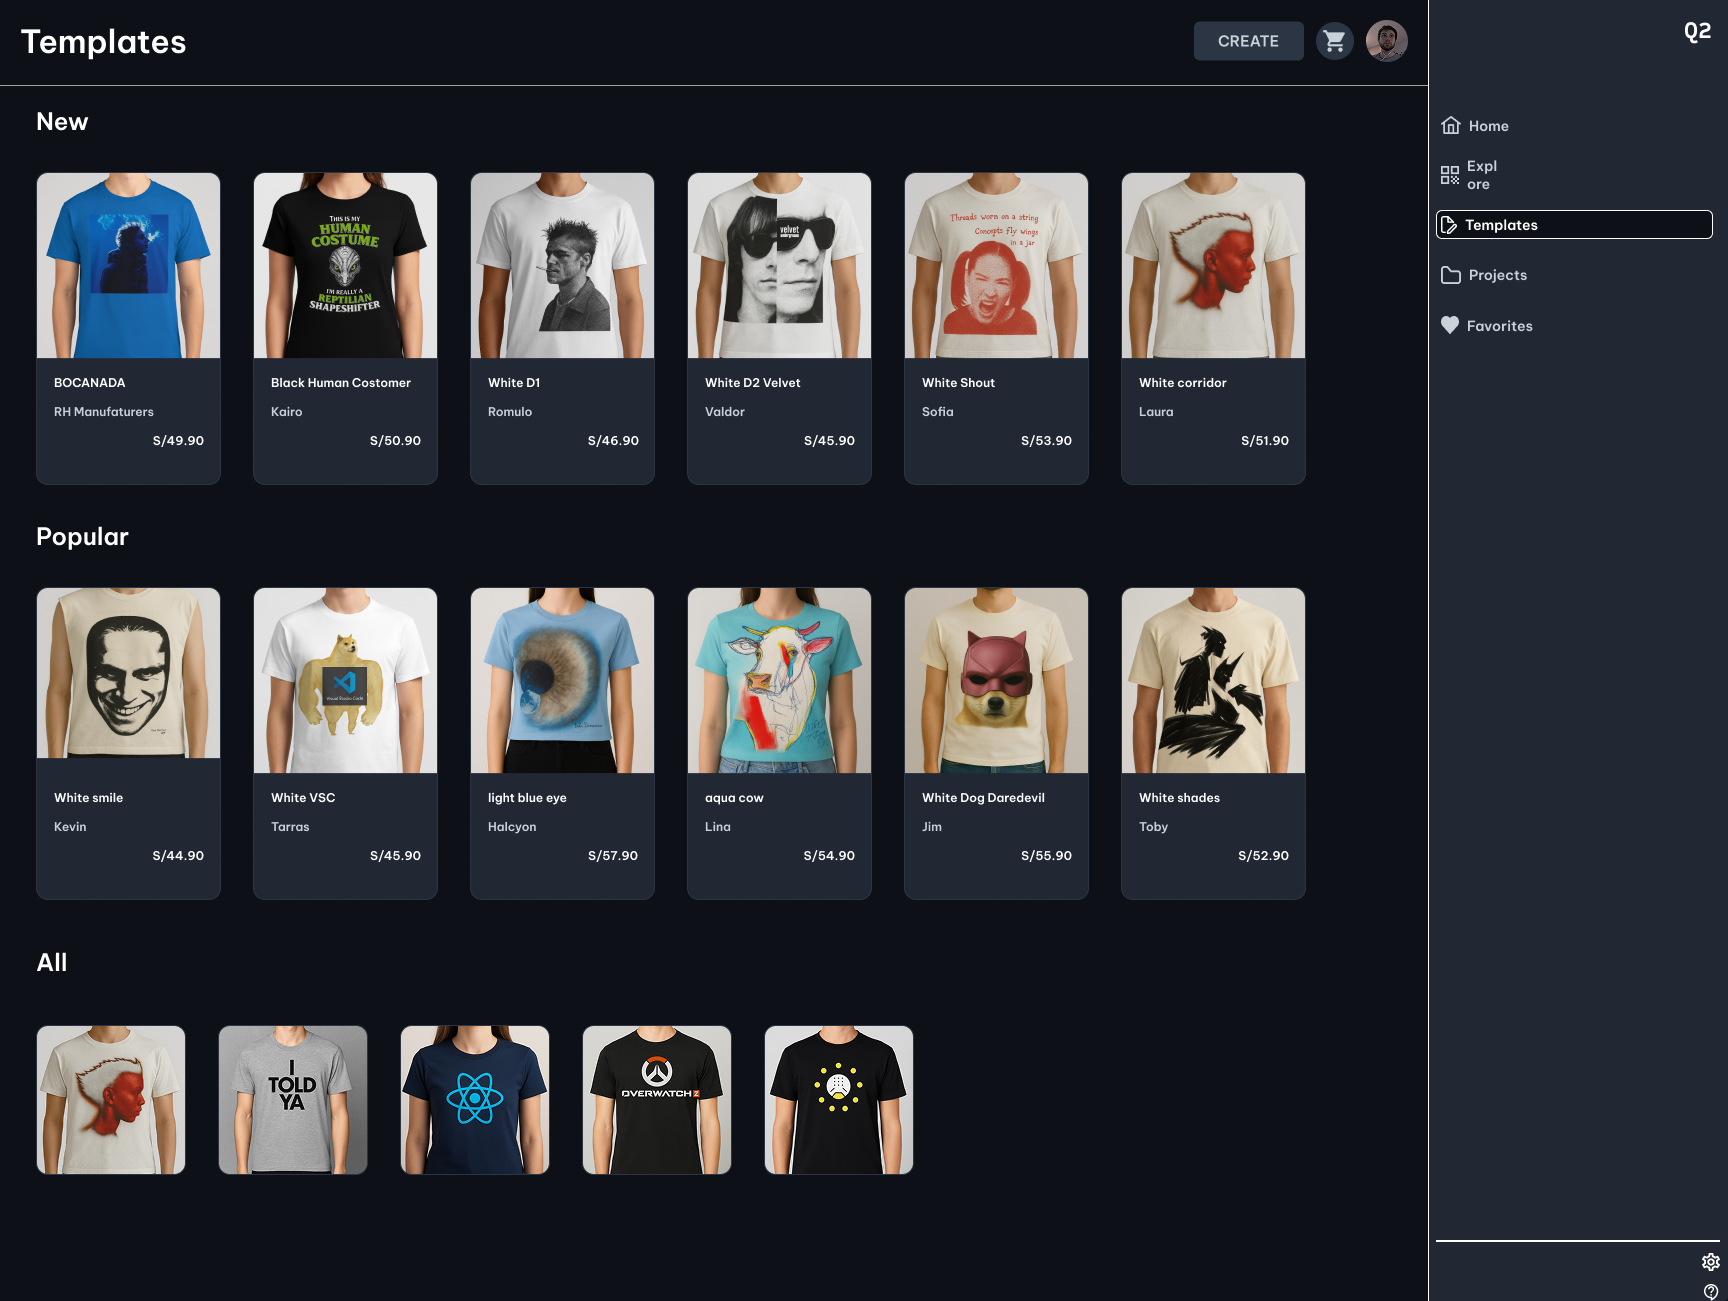 Templates
CREATE
Q2
Home
Expl
ore
Templates
Projects
Favorites
New
THIS IS MY
HUMAN
COSTUME
I'M REALLY A
REPTILIAN
SHAPESHIFTER
velvet
underground
Threads worn on a string
Concepts fly wings
in a jar
BOCANADA
RH Manufaturers
S/49.90
Black Human Costomer
Kairo
S/50.90
White D1
Romulo
S/46.90
White D2 Velvet
Valdor
S/45.90
White Shout
Sofia
S/53.90
White corridor
Laura
S/51.90
Popular
Visual Studio Code
White smile
Kevin
S/44.90
White VSC
Tarras
S/45.90
light blue eye
Halcyon
S/57.90
aqua cow
Lina
S/54.90
White Dog Daredevil
Jim
S/55.90
White shades
Toby
S/52.90
All
I
TOLD
YA
OVERWATCH 2